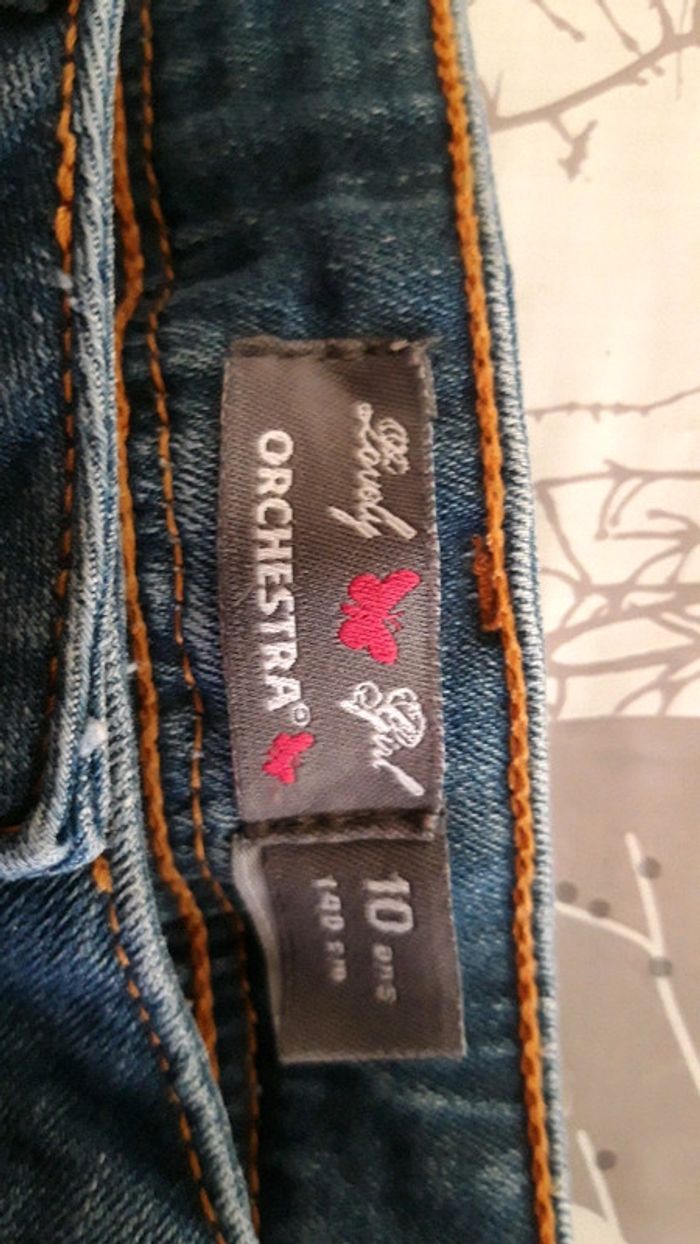 Lovely Girl
ORCHESTRA®
10 ans
140 cm